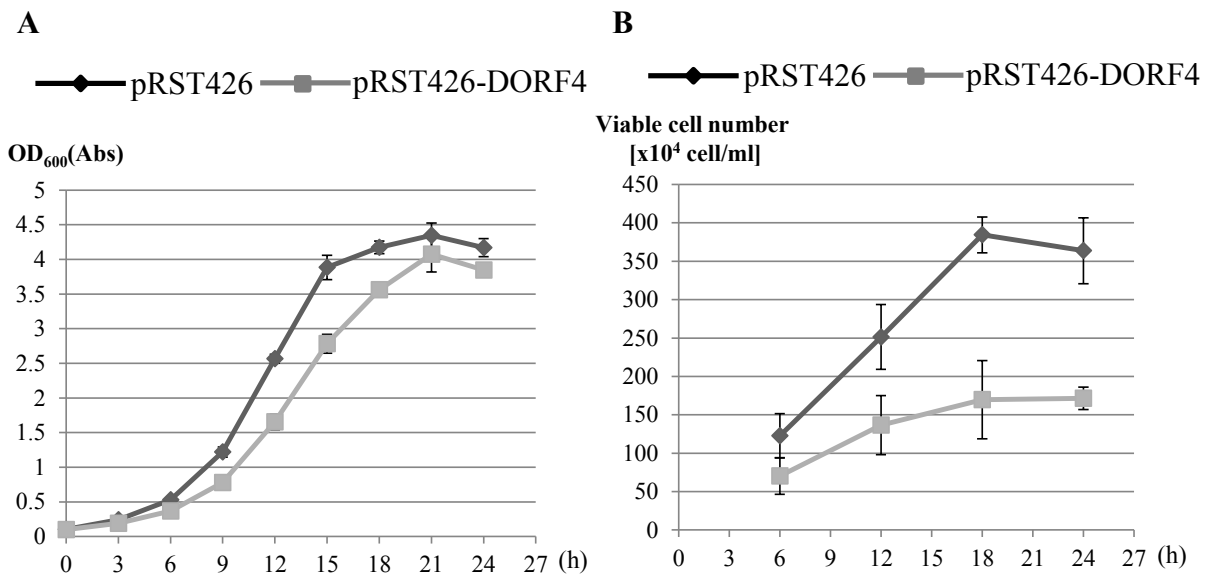 A
pRST426 pRST426-DORF4
OD₆₀₀(Abs)
5
4.5
4
3.5
3
2.5
2
1.5
1
0.5
0
0 3 6 9 12 15 18 21 24 27 (h)
B
pRST426 pRST426-DORF4
Viable cell number
[x10⁴ cell/ml]
450
400
350
300
250
200
150
100
50
0
0 3 6 9 12 15 18 21 24 27 (h)